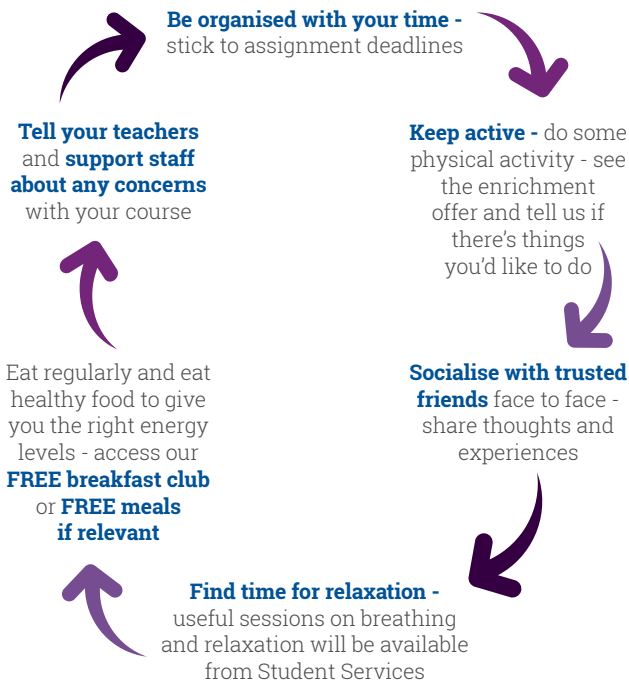 Be organised with your time -
stick to assignment deadlines
Keep active - do some
physical activity - see
the enrichment
offer and tell us if
there's things
you'd like to do
Socialise with trusted
friends face to face -
share thoughts and
experiences
Find time for relaxation -
useful sessions on breathing
and relaxation will be available
from Student Services
Eat regularly and eat
healthy food to give
you the right energy
levels - access our
FREE breakfast club
or FREE meals
if relevant
Tell your teachers
and support staff
about any concerns
with your course